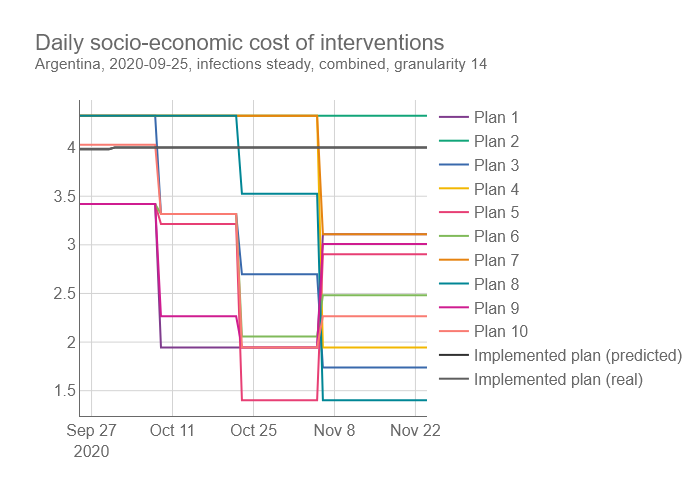 Daily socio-economic cost of interventions
Argentina, 2020-09-25, infections steady, combined, granularity 14
4
3.5
3
2.5
2
1.5
Sep 27
2020
Oct 11
Oct 25
Nov 8
Nov 22
Plan 1
Plan 2
Plan 3
Plan 4
Plan 5
Plan 6
Plan 7
Plan 8
Plan 9
Plan 10
Implemented plan (predicted)
Implemented plan (real)